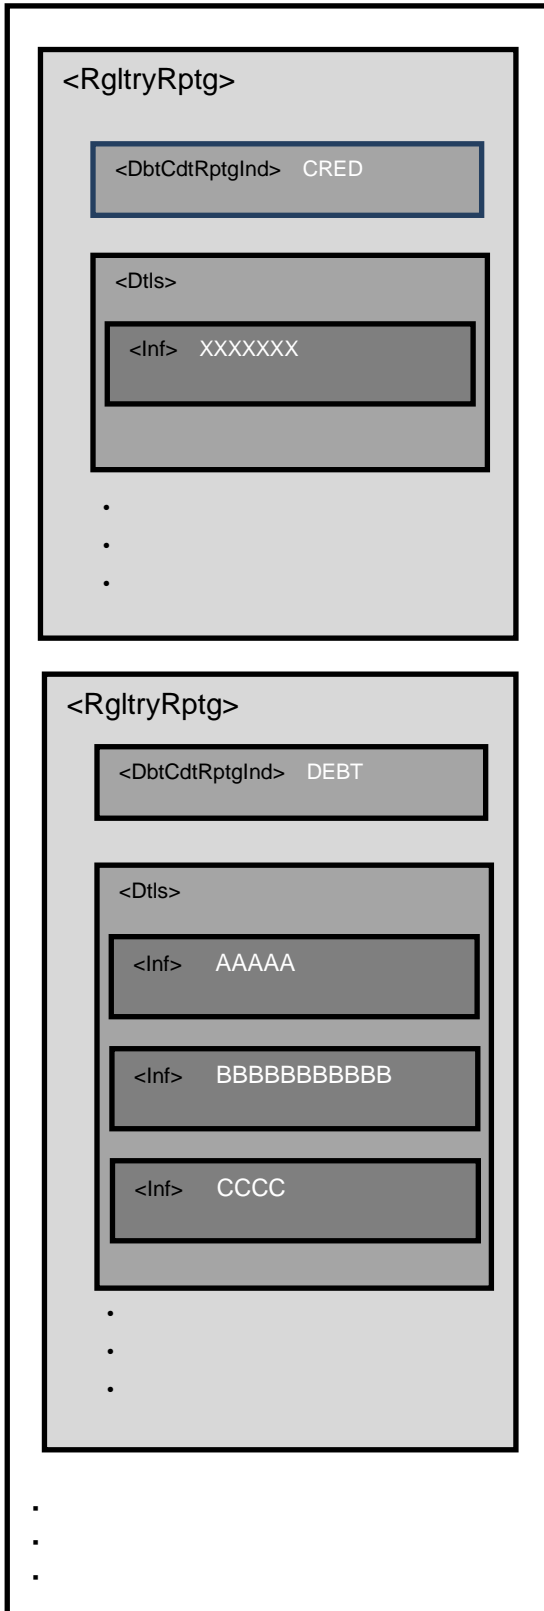 <RgltryRptg>
<DbtCdtRptgInd> CRED
<Dtls>
<Inf> XXXXXXX
.
.
.
<RgltryRptg>
<DbtCdtRptgInd> DEBT
<Dtls>
<Inf> AAAAA
<Inf> BBBBBBBBBBB
<Inf> CCCC
.
.
.
.
.
.